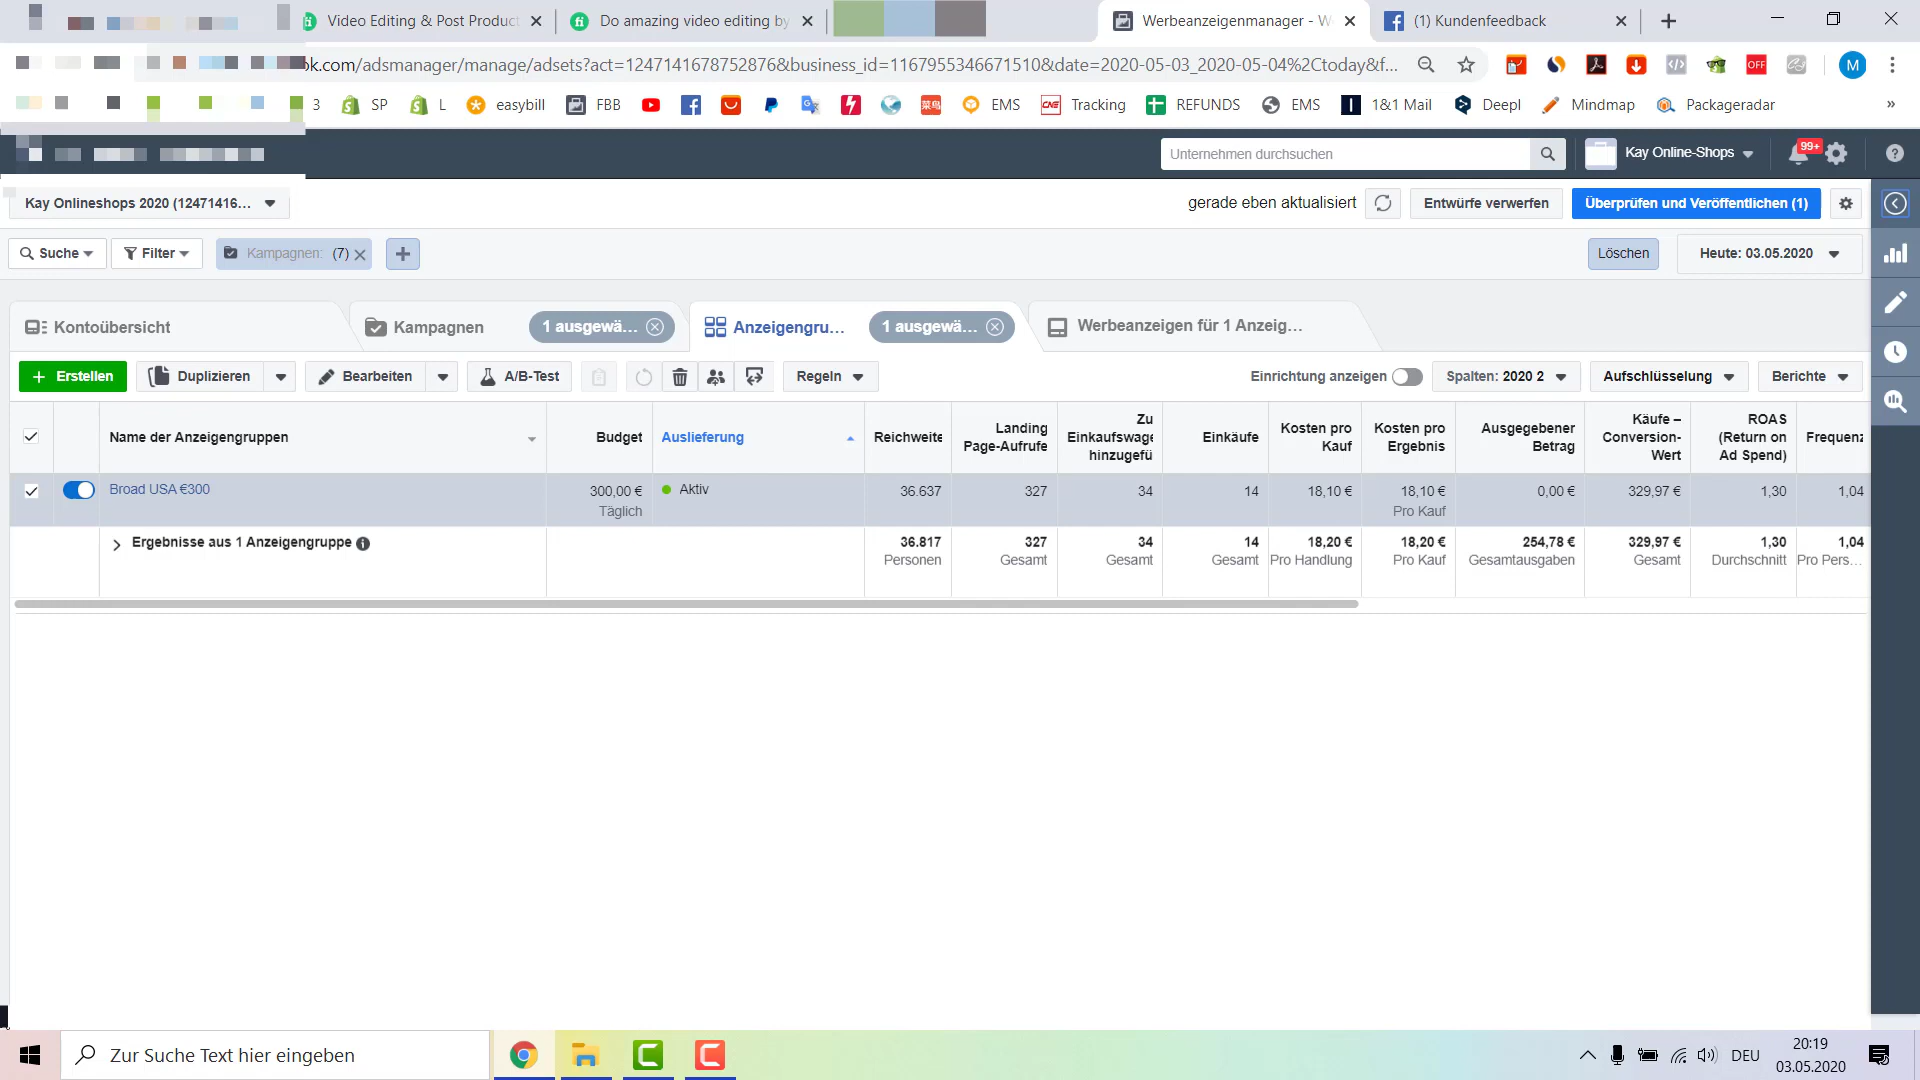 Video Editing & Post Product
Do amazing video editing by
Werbeanzeigenmanager - W
(1) Kundenfeedback
ok.com/adsmanager/manage/adsets?act=1247141678752876&business_id=1167955346671510&date=2020-05-03_2020-05-04%2Ctoday&f...
OFF
M
3
SP
L
easybill
FBB
EMS
CNE
Tracking
REFUNDS
EMS
1&1 Mail
Deepl
Mindmap
Packageradar
»
Unternehmen durchsuchen
Kay Online-Shops
99+
Kay Onlineshops 2020 (12471416...
gerade eben aktualisiert
Entwürfe verwerfen
Überprüfen und Veröffentlichen (1)
Suche
Filter
Kampagnen: (7)
Löschen
Heute: 03.05.2020
Kontoübersicht
Kampagnen
1 ausgewä...
Anzeigengru...
1 ausgewä...
Werbeanzeigen für 1 Anzeig...
+ Erstellen
Duplizieren
Bearbeiten
A/B-Test
Regeln
Einrichtung anzeigen
Spalten: 2020 2
Aufschlüsselung
Berichte
Name der Anzeigengruppen
Budget
Auslieferung
Reichweite
Landing Page-Aufrufe
Zu Einkaufswage hinzugefü
Einkäufe
Kosten pro Kauf
Kosten pro Ergebnis
Ausgegebener Betrag
Käufe – Conversion-Wert
ROAS (Return on Ad Spend)
Frequenz
Broad USA €300
300,00 €
Täglich
Aktiv
36.637
327
34
14
18,10 €
18,10 €
Pro Kauf
0,00 €
329,97 €
1,30
1,04
Ergebnisse aus 1 Anzeigengruppe
36.817
Personen
327
Gesamt
34
Gesamt
14
Gesamt
18,20 €
Pro Handlung
18,20 €
Pro Kauf
254,78 €
Gesamtausgaben
329,97 €
Gesamt
1,30
Durchschnitt
1,04
Pro Pers...
Zur Suche Text hier eingeben
DEU
20:19
03.05.2020